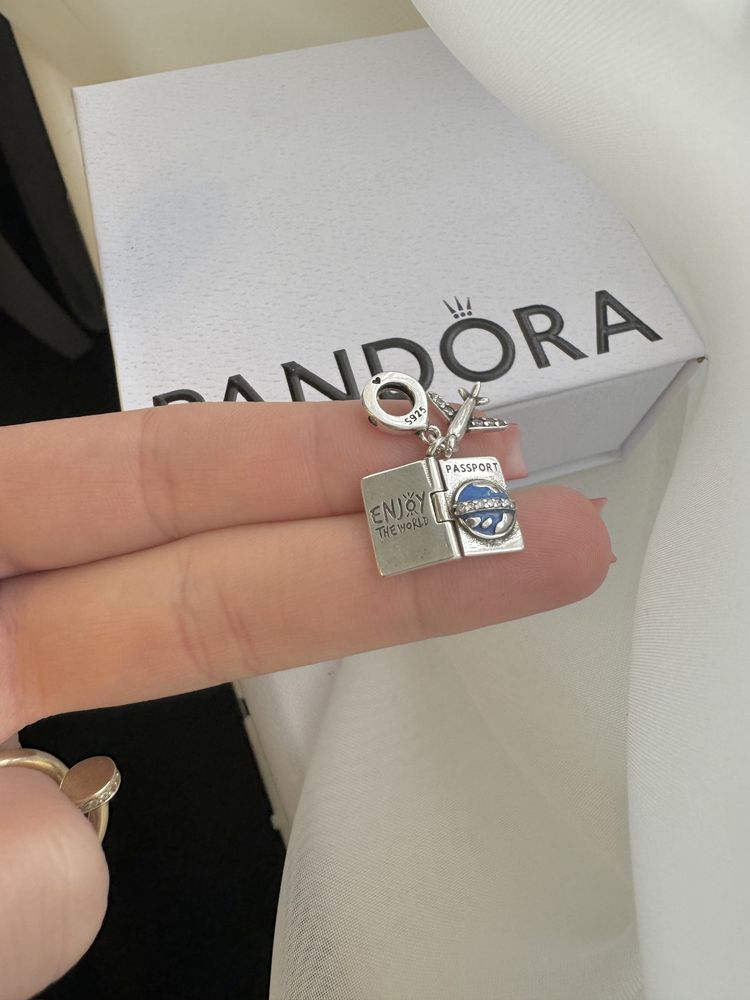 PANDORA
S925
PASSPORT
ENJOY
THE WORLD